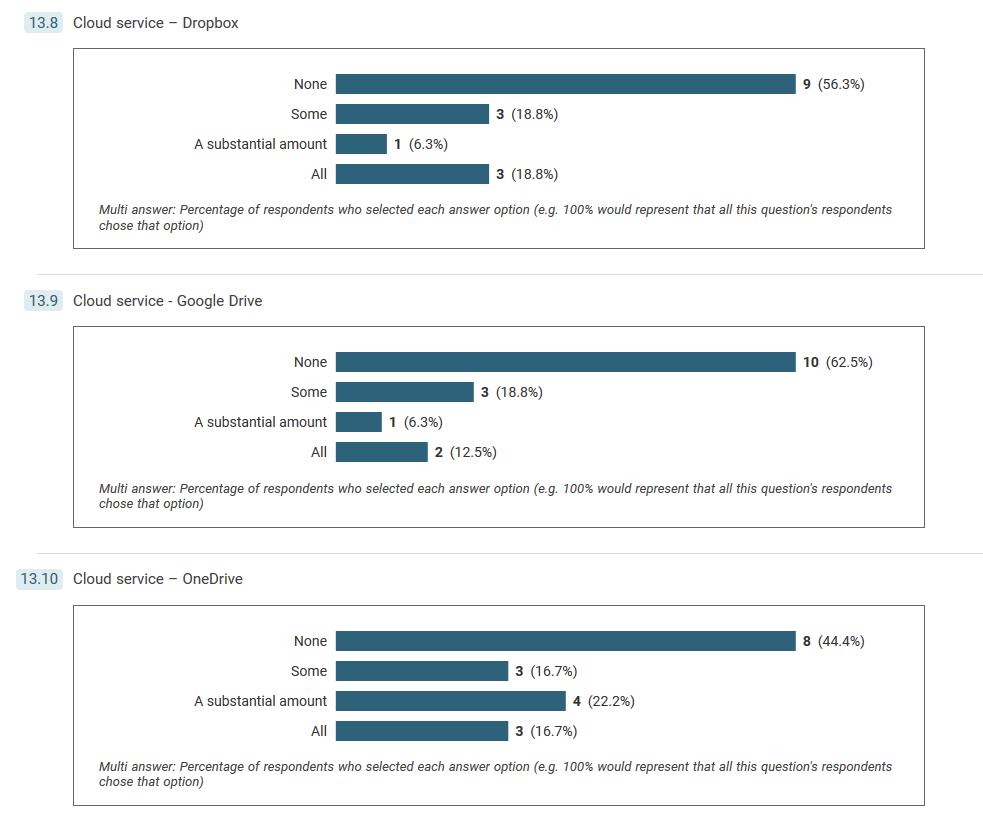 13.8 Cloud service – Dropbox
None 9 (56.3%)
Some 3 (18.8%)
A substantial amount 1 (6.3%)
All 3 (18.8%)
Multi answer: Percentage of respondents who selected each answer option (e.g. 100% would represent that all this question's respondents
chose that option)
13.9 Cloud service - Google Drive
None 10 (62.5%)
Some 3 (18.8%)
A substantial amount 1 (6.3%)
All 2 (12.5%)
Multi answer: Percentage of respondents who selected each answer option (e.g. 100% would represent that all this question's respondents
chose that option)
13.10 Cloud service – OneDrive
None 8 (44.4%)
Some 3 (16.7%)
A substantial amount 4 (22.2%)
All 3 (16.7%)
Multi answer: Percentage of respondents who selected each answer option (e.g. 100% would represent that all this question's respondents
chose that option)